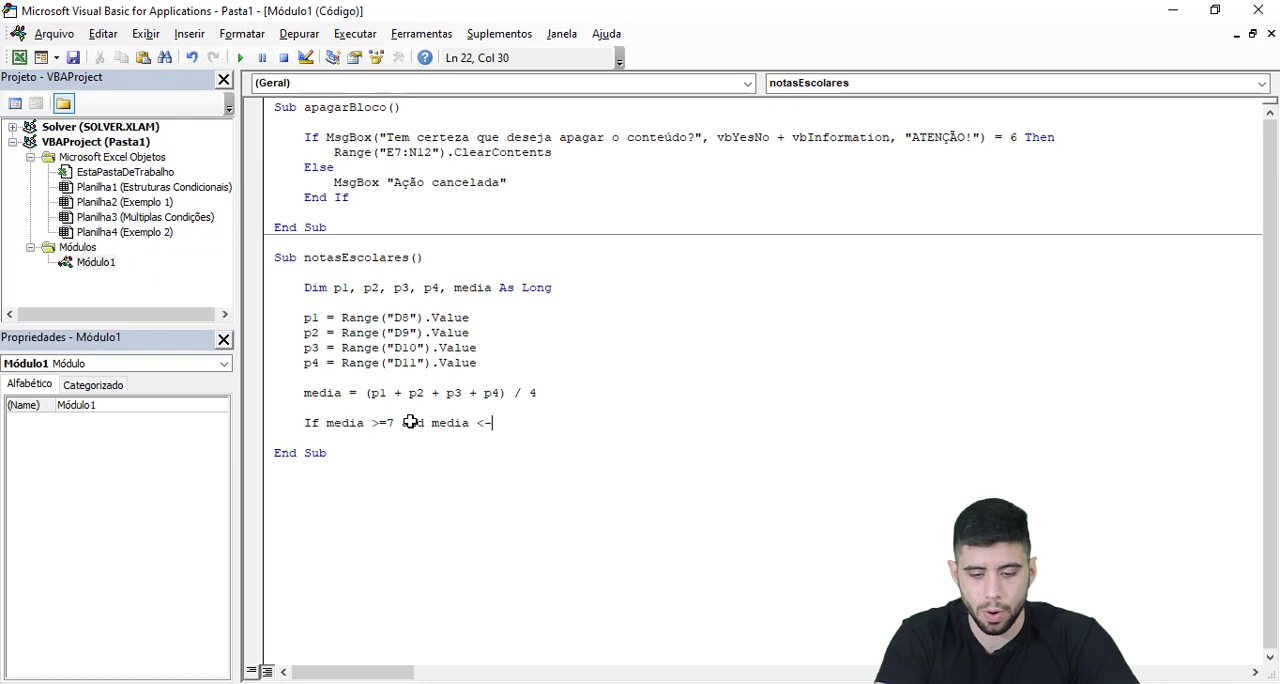 Microsoft Visual Basic for Applications - Pasta1 - [Módulo1 (Código)]
Arquivo Editar Exibir Inserir Formatar Depurar Executar Ferramentas Suplementos Janela Ajuda
Ln 22, Col 30
Projeto - VBAProject
Solver (SOLVER.XLAM)
VBAProject (Pasta1)
Microsoft Excel Objetos
EstaPastaDeTrabalho
Planilha1 (Estruturas Condicionais)
Planilha2 (Exemplo 1)
Planilha3 (Multiplas Condições)
Planilha4 (Exemplo 2)
Módulos
Módulo1
Propriedades - Módulo1
Módulo1 Módulo
Alfabético Categorizado
(Name) Módulo1
(Geral) notasEscolares
Sub apagarBloco()
If MsgBox("Tem certeza que deseja apagar o conteúdo?", vbYesNo + vbInformation, "ATENÇÃO!") = 6 Then
Range("E7:N12").ClearContents
Else
MsgBox "Ação cancelada"
End If
End Sub
Sub notasEscolares()
Dim p1, p2, p3, p4, media As Long
p1 = Range("D8").Value
p2 = Range("D9").Value
p3 = Range("D10").Value
p4 = Range("D11").Value
media = (p1 + p2 + p3 + p4) / 4
If media >=7 media <-
End Sub